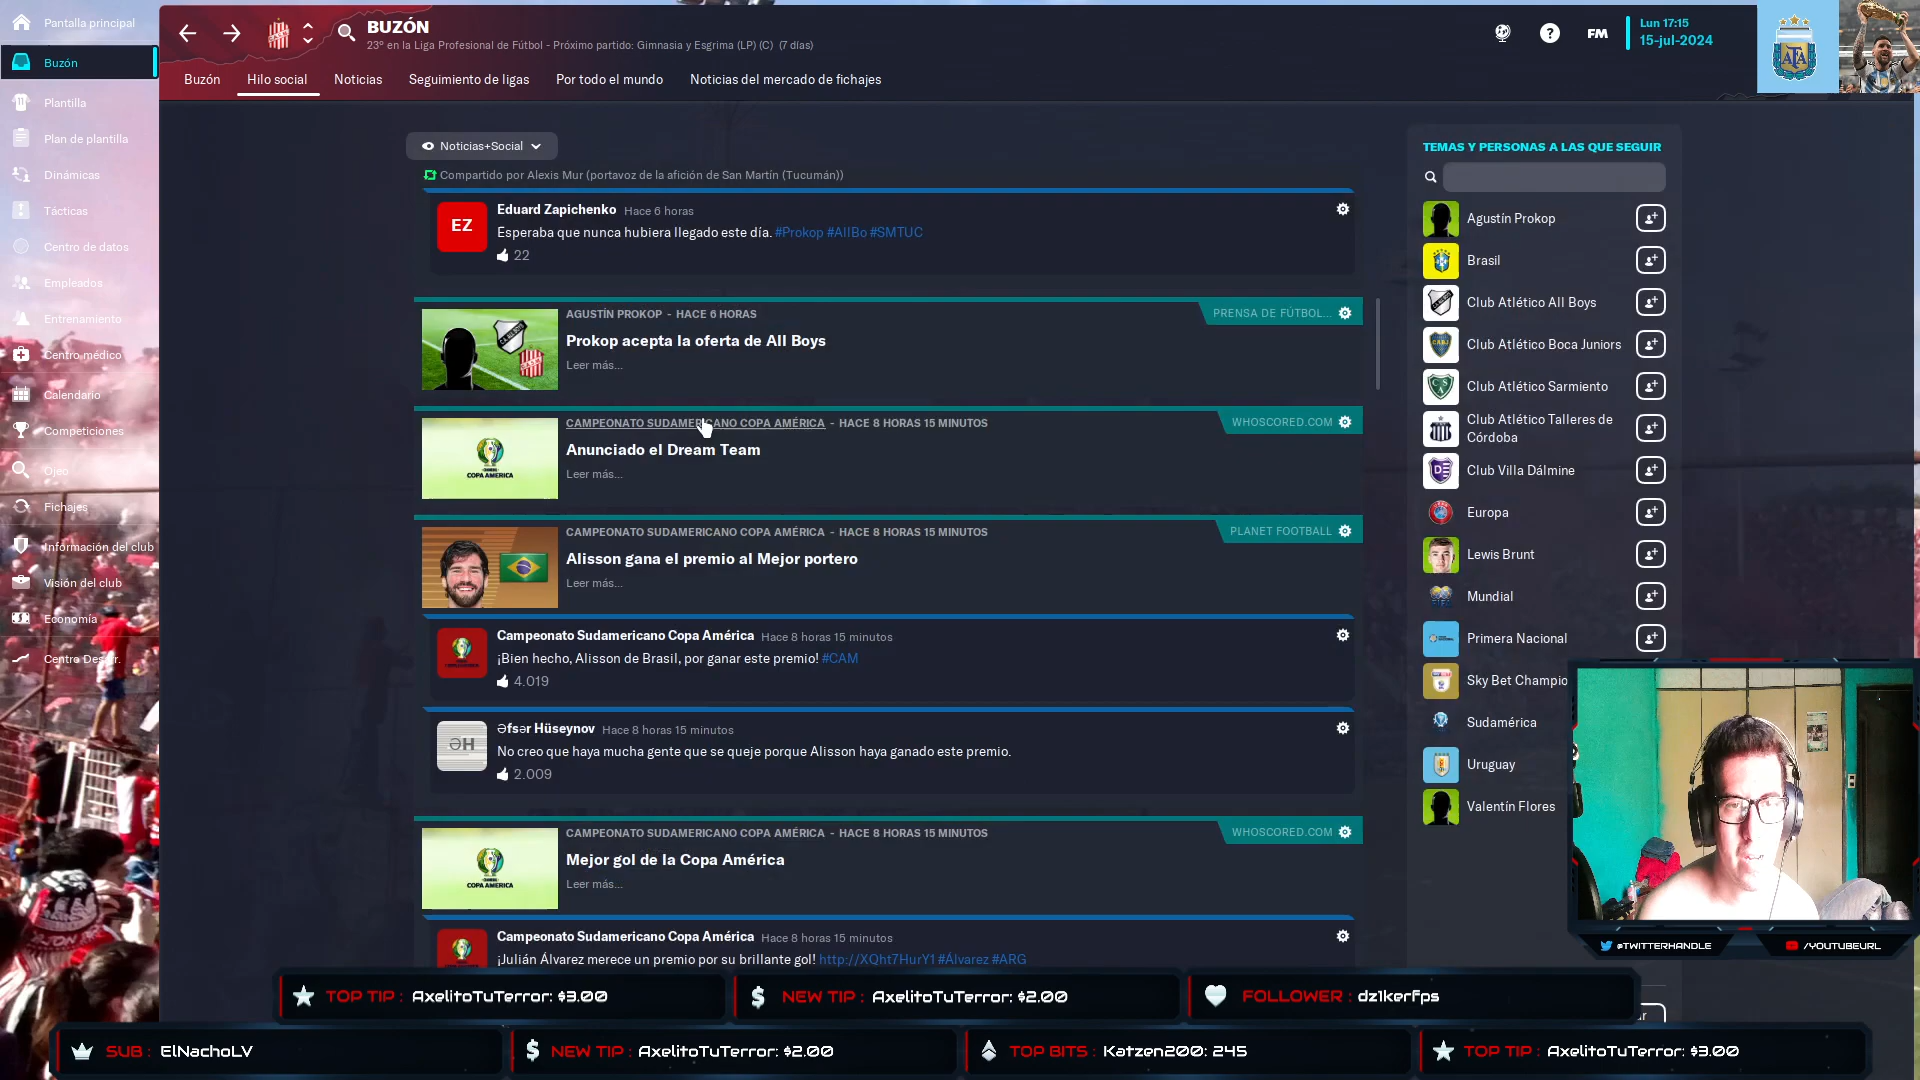 Pantalla principal
Buzón
Plantilla
Plan de plantilla
Dinámicas
Tácticas
Centro de datos
Empleados
Entrenamiento
Centro médico
Calendario
Competiciones
Ojeo
Fichajes
Información del club
Visión del club
Economía
BUZÓN
23º en la Liga Profesional de Fútbol - Próximo partido: Gimnasia y Esgrima (LP) (C) (7 días)
FM
Lun 17:15
15-jul-2024
AFA
Buzón
Hilo social
Noticias
Seguimiento de ligas
Por todo el mundo
Noticias del mercado de fichajes
Noticias+Social
Compartido por Alexis Mur (portavoz de la afición de San Martín (Tucumán))
EZ
Eduard Zapichenko Hace 6 horas
Esperaba que nunca hubiera llegado este día. #Prokop #AllBo #SMTUC
22
AGUSTÍN PROKOP - HACE 6 HORAS
PRENSA DE FÚTBOL...
Prokop acepta la oferta de All Boys
Leer más...
CAMPEONATO SUDAMERICANO COPA AMÉRICA - HACE 8 HORAS 15 MINUTOS
WHOSCORED.COM
COPA AMERICA
Anunciado el Dream Team
Leer más...
CAMPEONATO SUDAMERICANO COPA AMÉRICA - HACE 8 HORAS 15 MINUTOS
PLANET FOOTBALL
Alisson gana el premio al Mejor portero
Leer más...
Campeonato Sudamericano Copa América Hace 8 horas 15 minutos
¡Bien hecho, Alisson de Brasil, por ganar este premio! #CAM
4.019
ƏH
Əfsər Hüseynov Hace 8 horas 15 minutos
No creo que haya mucha gente que se queje porque Alisson haya ganado este premio.
2.009
CAMPEONATO SUDAMERICANO COPA AMÉRICA - HACE 8 HORAS 15 MINUTOS
WHOSCORED.COM
COPA AMERICA
Mejor gol de la Copa América
Leer más...
Campeonato Sudamericano Copa América Hace 8 horas 15 minutos
¡Julián Álvarez merece un premio por su brillante gol! http://XQht7HurY1 #Álvarez #ARG
TEMAS Y PERSONAS A LAS QUE SEGUIR
Agustín Prokop
Brasil
Club Atlético All Boys
Club Atlético Boca Juniors
Club Atlético Sarmiento
Club Atlético Talleres de
Córdoba
Club Villa Dálmine
Europa
Lewis Brunt
Mundial
Primera Nacional
Sky Bet Champio
Sudamérica
Uruguay
Valentín Flores
@TWITTERHANDLE
/YOUTUBEURL
TOP TIP : AxelitoTuTerror: $3.00
NEW TIP : AxelitoTuTerror: $2.00
FOLLOWER : dz1kerfps
SUB : ElNachoLV
NEW TIP : AxelitoTuTerror: $2.00
TOP BITS : Katzen200: 245
TOP TIP : AxelitoTuTerror: $3.00